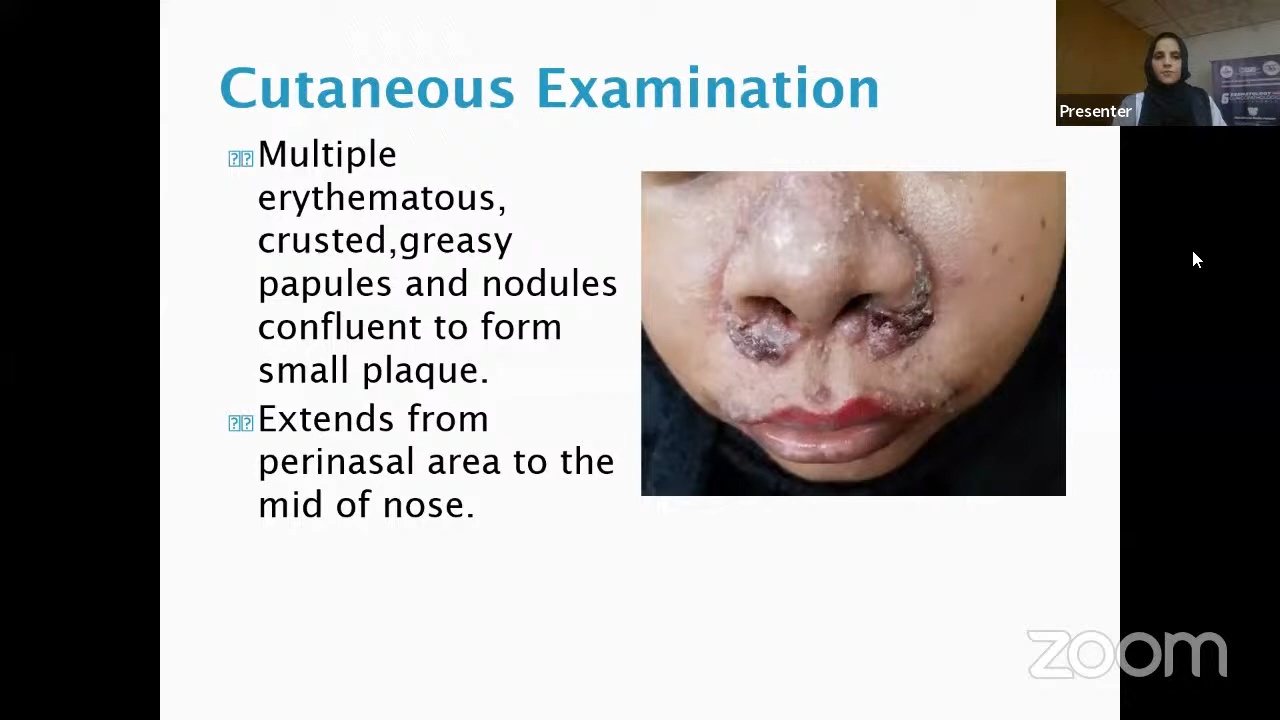 Cutaneous Examination
Presenter
Multiple
erythematous,
crusted,greasy
papules and nodules
confluent to form
small plaque.
Extends from
perinasal area to the
mid of nose.
zoom